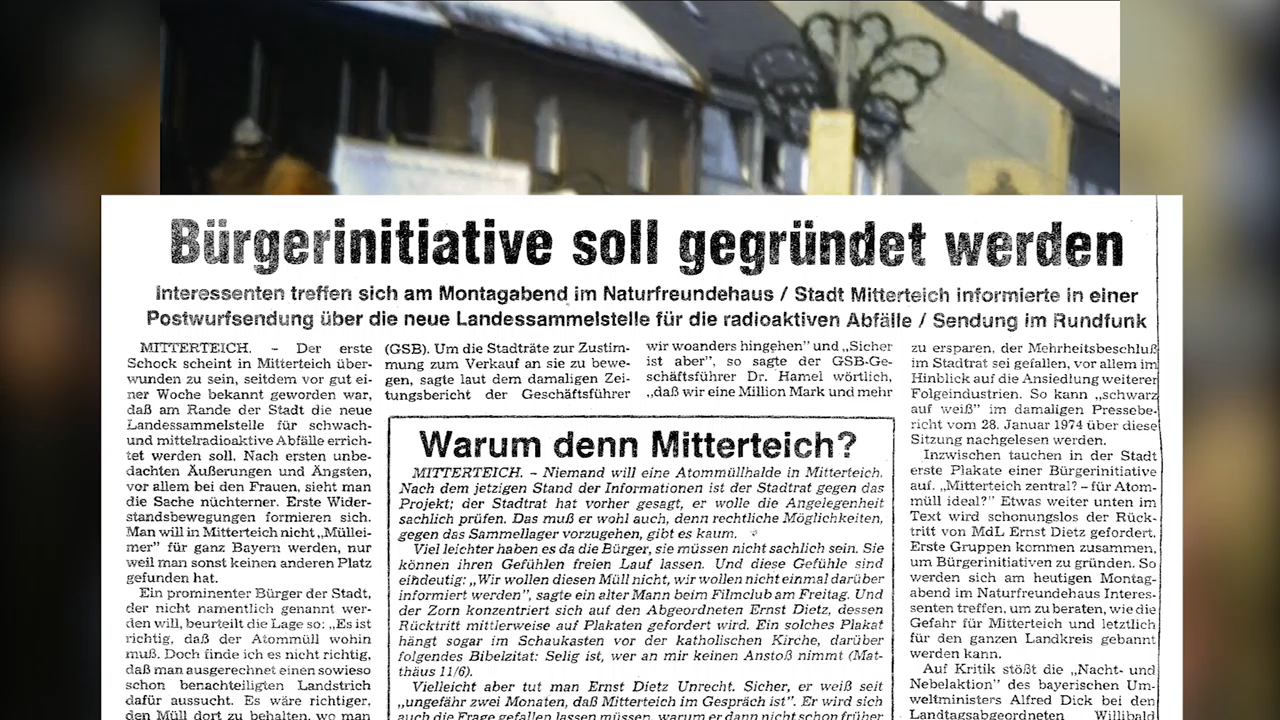 Bürgerinitiative soll gegründet werden
Interessenten treffen sich am Montagabend im Naturfreundehaus / Stadt Mitterteich informierte in einer
Postwurfsendung über die neue Landessammelstelle für die radioaktiven Abfälle / Sendung im Rundfunk
MITTERTEICH. – Der erste
Schock scheint in Mitterteich über-
wunden zu sein, seitdem vor gut ei-
ner Woche bekannt geworden war,
daß am Rande der Stadt die neue
Landessammelstelle für schwach-
und mittelradioaktive Abfälle errich-
tet werden soll. Nach ersten unbe-
dachten Äußerungen und Ängsten,
vor allem bei den Frauen, sieht man
die Sache nüchterner. Erste Wider-
standsbewegungen formieren sich.
Man will in Mitterteich nicht „Müllei-
mer” für ganz Bayern werden, nur
weil man sonst keinen anderen Platz
gefunden hat.
Ein prominenter Bürger der Stadt,
der nicht namentlich genannt wer-
den will, beurteilt die Lage so: „Es ist
richtig, daß der Atommüll wohin
muß. Doch finde ich es nicht richtig,
daß man ausgerechnet einen sowieso
schon benachteiligten Landstrich
dafür aussucht. Es wäre richtiger,
den Müll dort zu behalten, wo man
(GSB). Um die Stadträte zur Zustim-
mung zum Verkauf an sie zu bewe-
gen, sagte laut dem damaligen Zei-
tungsbericht der Geschäftsführer
wir woanders hingehen” und „Sicher
ist aber”, so sagte der GSB-Ge-
schäftsführer Dr. Hamel wörtlich,
„daß wir eine Million Mark und mehr
Warum denn Mitterteich?
MITTERTEICH. – Niemand will eine Atommüllhalde in Mitterteich.
Nach dem jetzigen Stand der Informationen ist der Stadtrat gegen das
Projekt; der Stadtrat hat vorher gesagt, er wolle die Angelegenheit
sachlich prüfen. Das muß er wohl auch, denn rechtliche Möglichkeiten,
gegen das Sammellager vorzugehen, gibt es kaum.
Viel leichter haben es da die Bürger, sie müssen nicht sachlich sein. Sie
können ihren Gefühlen freien Lauf lassen. Und diese Gefühle sind
eindeutig: „Wir wollen diesen Müll nicht, wir wollen nicht einmal darüber
informiert werden”, sagte ein alter Mann beim Filmclub am Freitag. Und
der Zorn konzentriert sich auf den Abgeordneten Ernst Dietz, dessen
Rücktritt mittlerweise auf Plakaten gefordert wird. Ein solches Plakat
hängt sogar im Schaukasten vor der katholischen Kirche, darüber
folgendes Bibelzitat: Selig ist, wer an mir keinen Anstoß nimmt (Mat-
thäus 11/6).
Vielleicht aber tut man Ernst Dietz Unrecht. Sicher, er weiß seit
„ungefähr zwei Monaten, daß Mitterteich im Gespräch ist”. Er wird sich
auch die Frage gefallen lassen müssen, warum er dann nicht schon früher
zu ersparen, der Mehrheitsbeschluß
im Stadtrat sei gefallen, vor allem im
Hinblick auf die Ansiedlung weiterer
Folgeindustrien. So kann „schwarz
auf weiß” im damaligen Pressebe-
richt vom 28. Januar 1974 über diese
Sitzung nachgelesen werden.
Inzwischen tauchen in der Stadt
erste Plakate einer Bürgerinitiative
auf. „Mitterteich zentral? – für Atom-
müll ideal?” Etwas weiter unten im
Text wird schonungslos der Rück-
tritt von MdL Ernst Dietz gefordert.
Erste Gruppen kommen zusammen,
um Bürgerinitiativen zu gründen. So
werden sich am heutigen Montag-
abend im Naturfreundehaus Interes-
senten treffen, um zu beraten, wie die
Gefahr für Mitterteich und letztlich
für den ganzen Landkreis gebannt
werden kann.
Auf Kritik stößt die „Nacht- und
Nebelaktion” des bayerischen Um-
weltministers Alfred Dick bei den
Landtagsabgeordneten Willibald